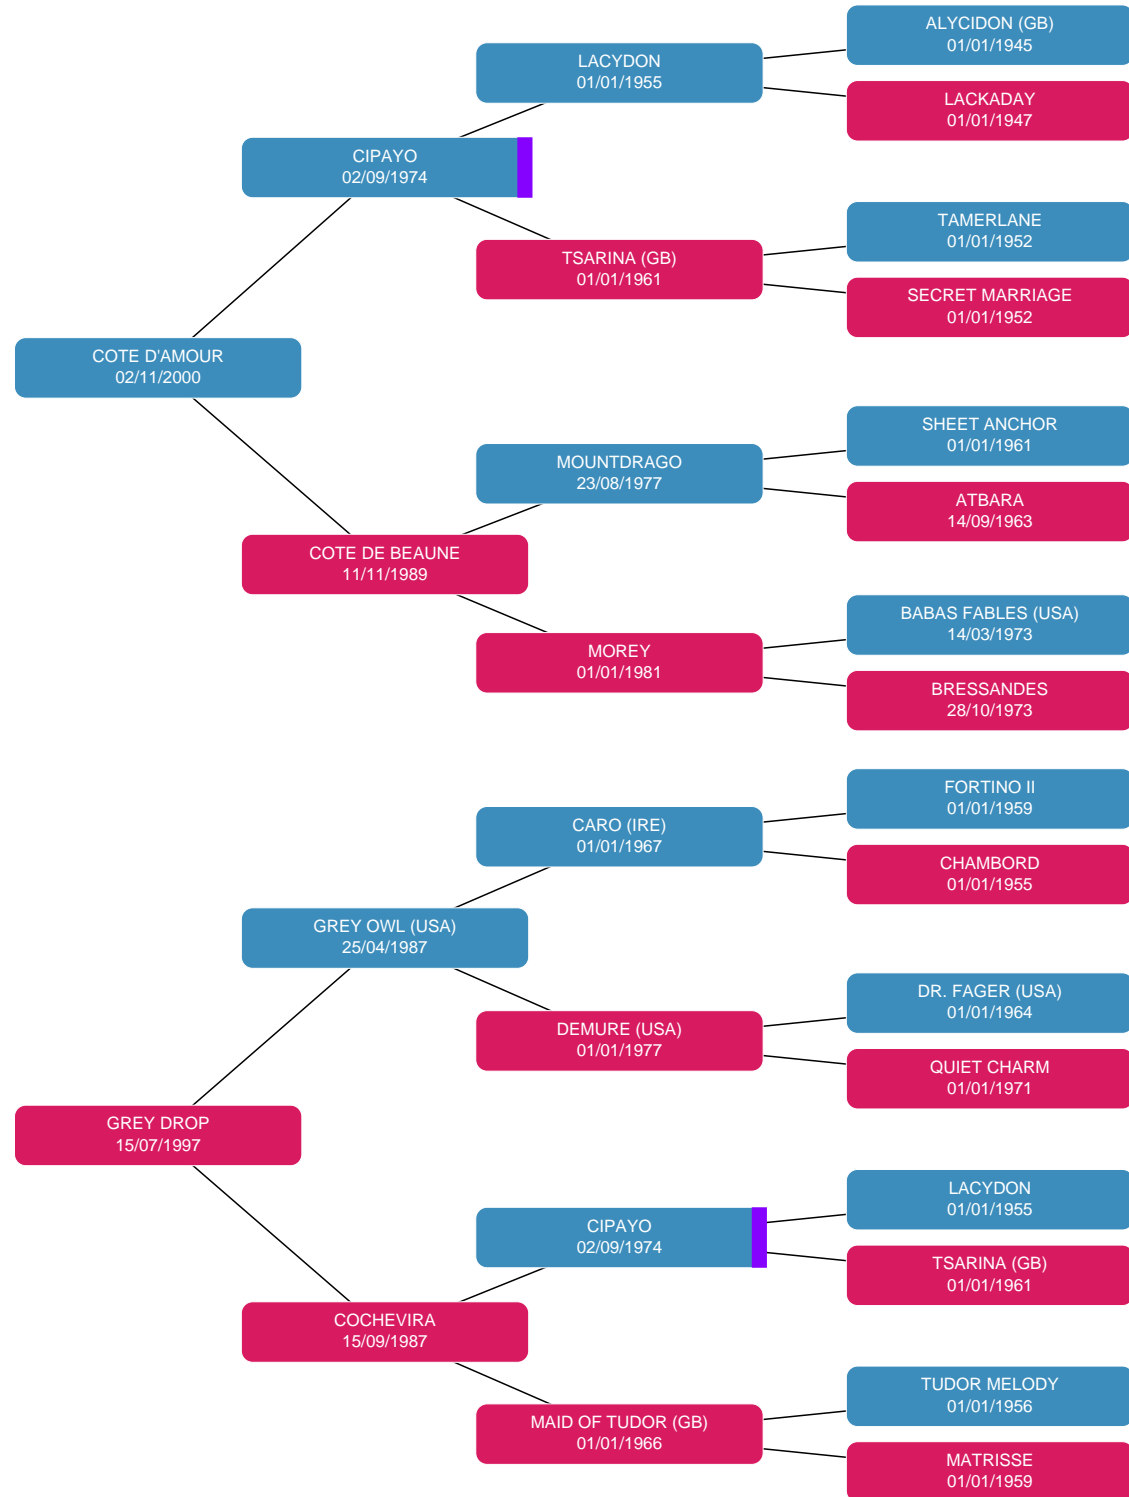 ALYCIDON (GB)
01/01/1945
LACYDON
01/01/1955
LACKADAY
01/01/1947
CIPAYO
02/09/1974
TAMERLANE
01/01/1952
TSARINA (GB)
01/01/1961
SECRET MARRIAGE
01/01/1952
COTE D'AMOUR
02/11/2000
SHEET ANCHOR
01/01/1961
MOUNTDRAGO
23/08/1977
ATBARA
14/09/1963
COTE DE BEAUNE
11/11/1989
BABAS FABLES (USA)
14/03/1973
MOREY
01/01/1981
BRESSANDES
28/10/1973
FORTINO II
01/01/1959
CARO (IRE)
01/01/1967
CHAMBORD
01/01/1955
GREY OWL (USA)
25/04/1987
DR. FAGER (USA)
01/01/1964
DEMURE (USA)
01/01/1977
QUIET CHARM
01/01/1971
GREY DROP
15/07/1997
LACYDON
01/01/1955
CIPAYO
02/09/1974
TSARINA (GB)
01/01/1961
COCHEVIRA
15/09/1987
TUDOR MELODY
01/01/1956
MAID OF TUDOR (GB)
01/01/1966
MATRISSE
01/01/1959